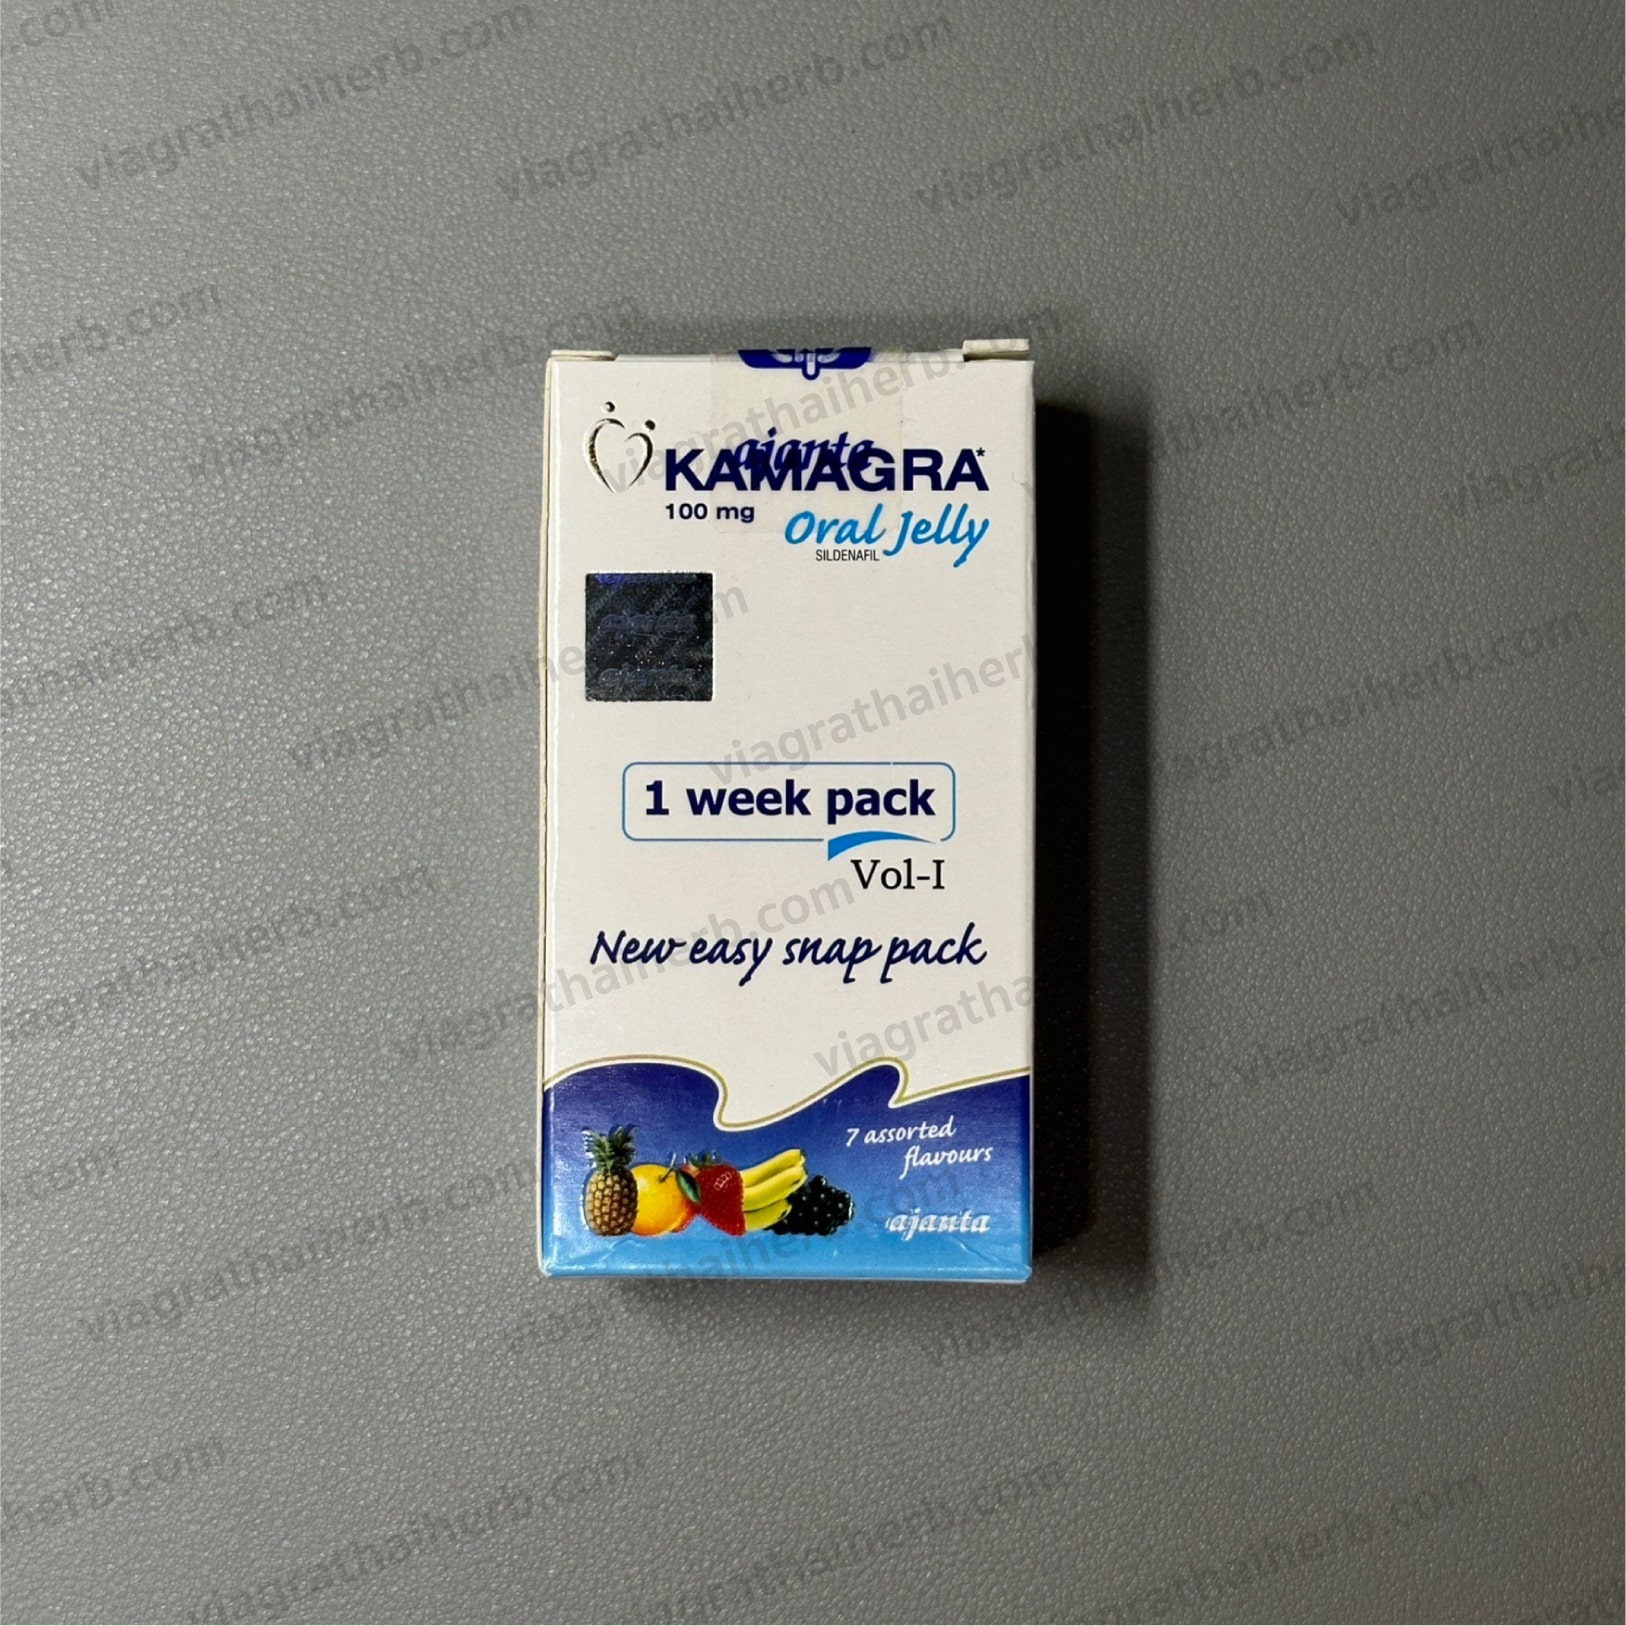 ajanta
KAMAGRA*
100 mg
Oral Jelly
SILDENAFIL
1 week pack
Vol-I
New easy snap pack
7 assorted
flavours
ajanta
viagrathaiherb.com